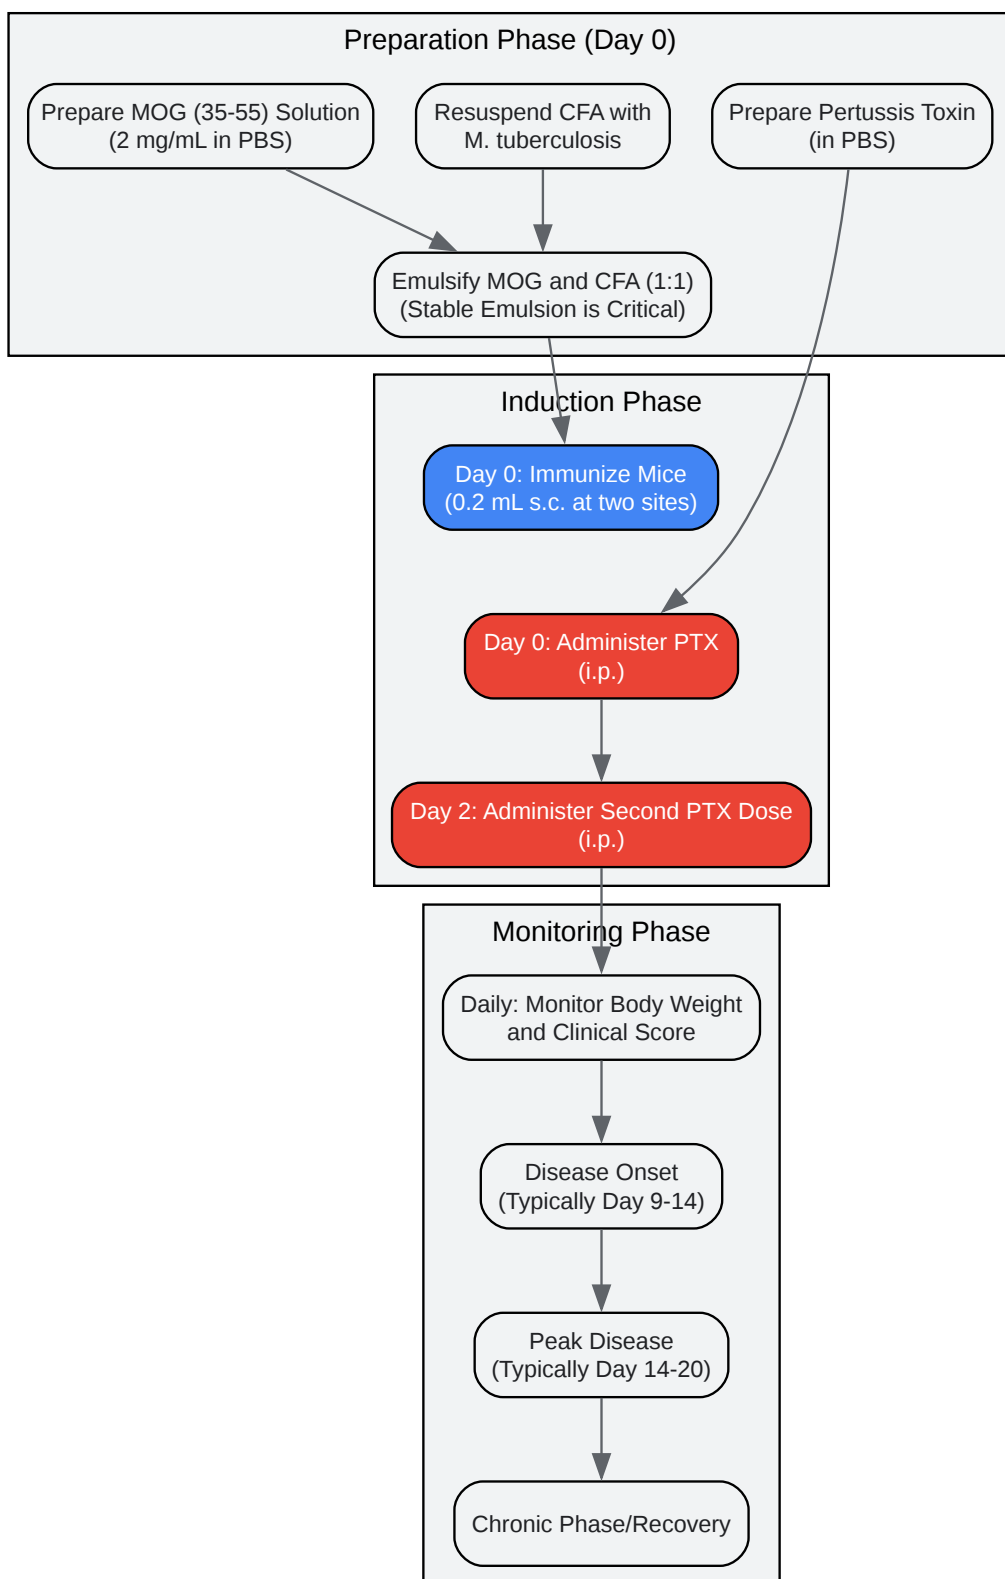 Preparation Phase (Day 0)
Prepare MOG (35-55) Solution
(2 mg/mL in PBS)
Resuspend CFA with
M. tuberculosis
Prepare Pertussis Toxin
(in PBS)
Emulsify MOG and CFA (1:1)
(Stable Emulsion is Critical)
Induction Phase
Day 0: Immunize Mice
(0.2 mL s.c. at two sites)
Day 0: Administer PTX
(i.p.)
Day 2: Administer Second PTX Dose
(i.p.)
Monitoring Phase
Daily: Monitor Body Weight
and Clinical Score
Disease Onset
(Typically Day 9-14)
Peak Disease
(Typically Day 14-20)
Chronic Phase/Recovery